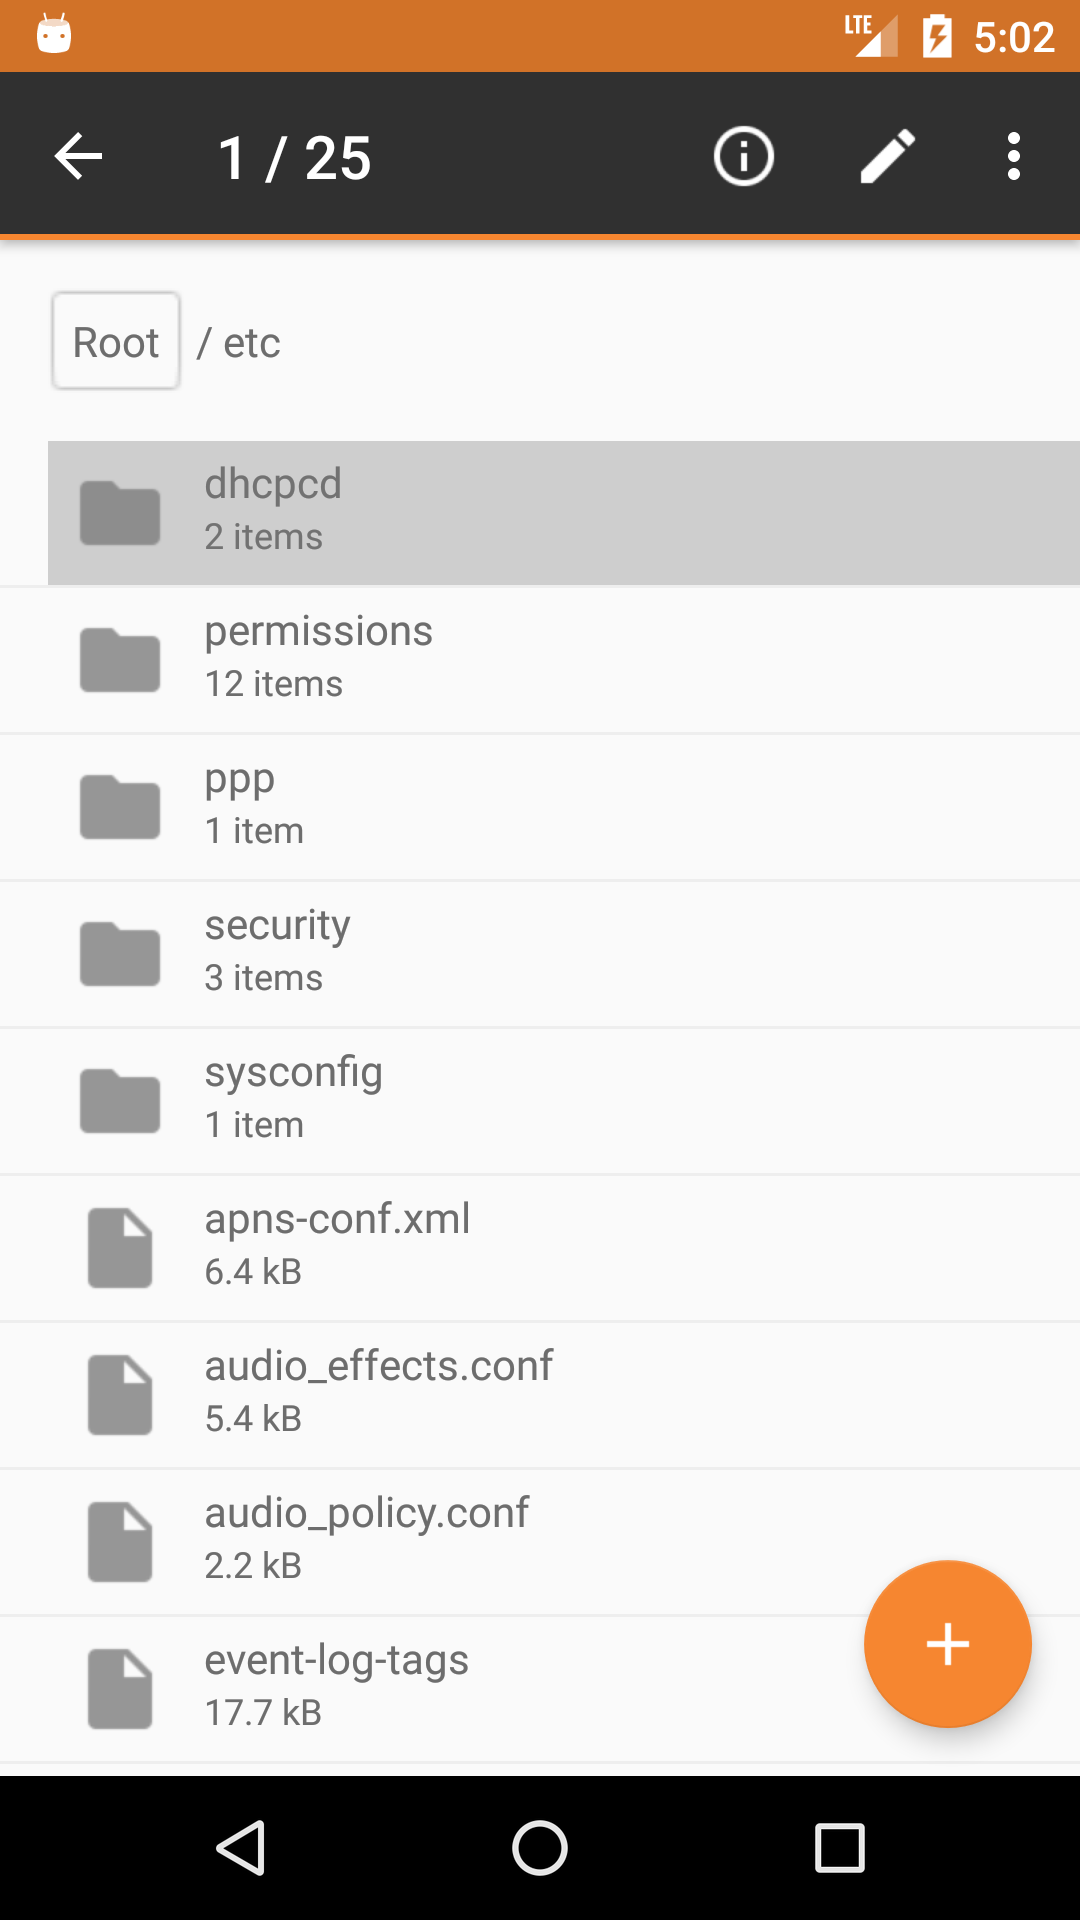 LTE 5:02
1 / 25
Root / etc
dhcpcd
2 items
permissions
12 items
ppp
1 item
security
3 items
sysconfig
1 item
apns-conf.xml
6.4 kB
audio_effects.conf
5.4 kB
audio_policy.conf
2.2 kB
event-log-tags
17.7 kB